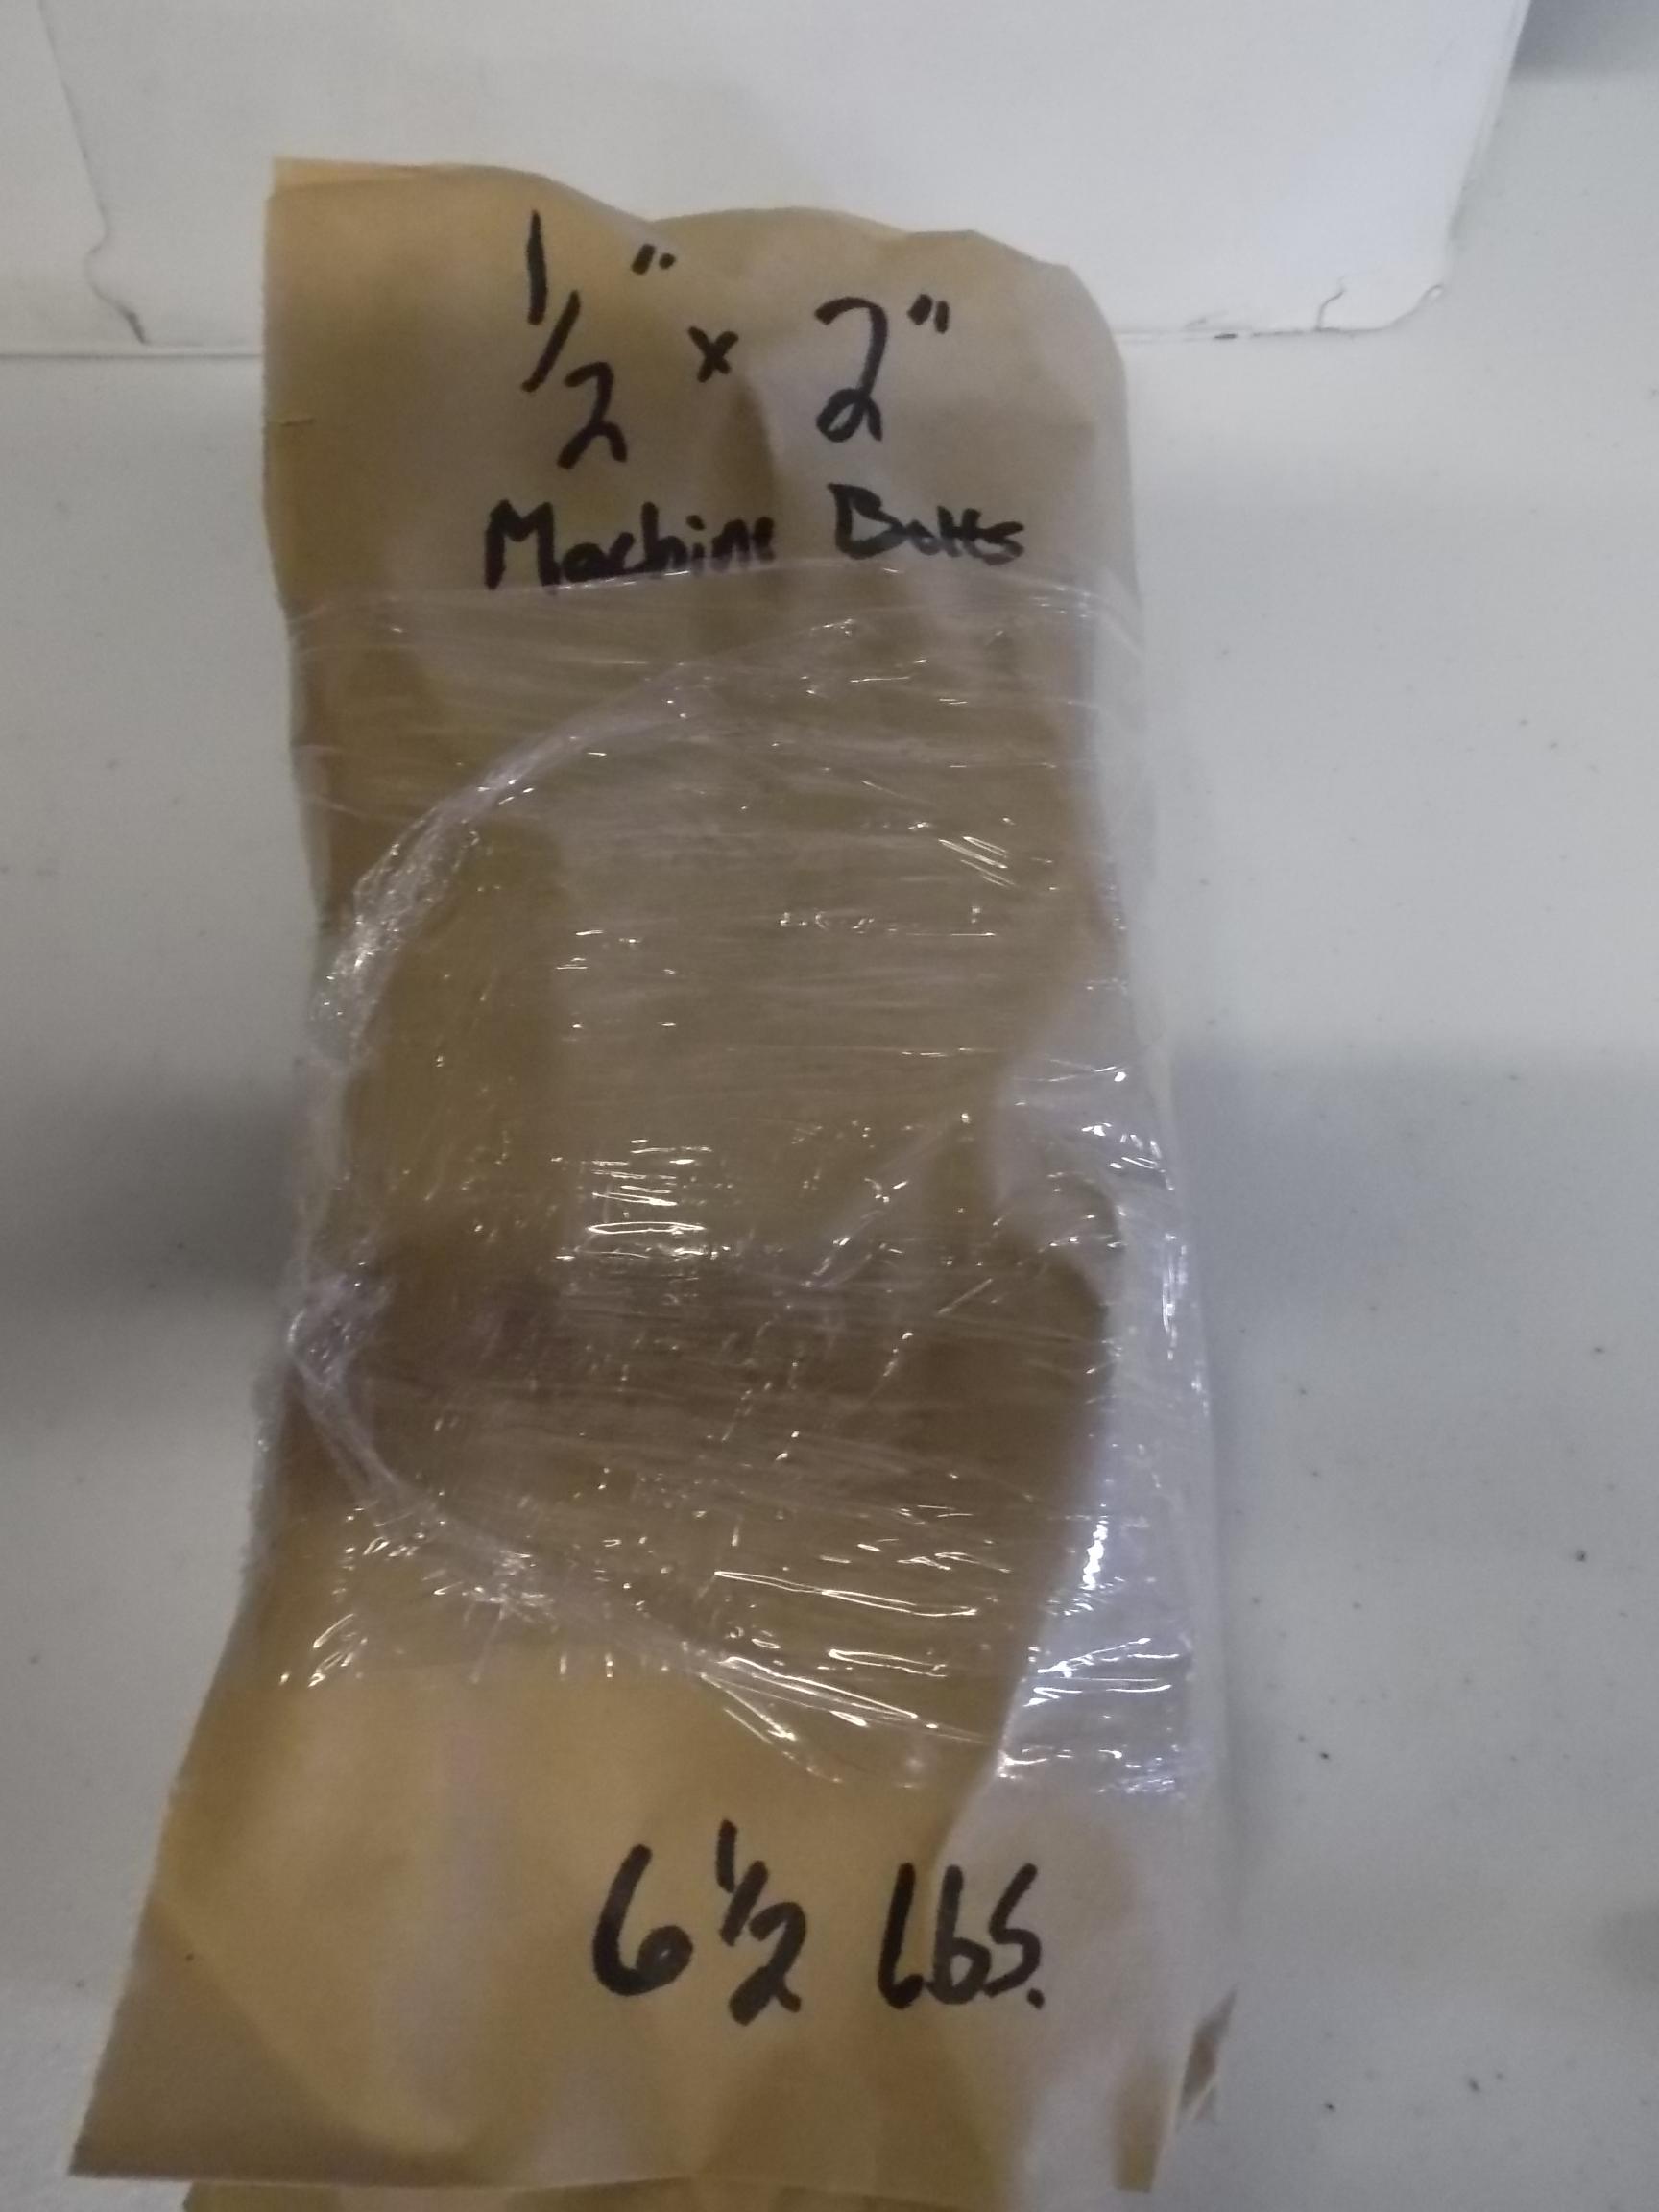 1/2" x 2"
Machine Bolts
6 1/2 Lbs.